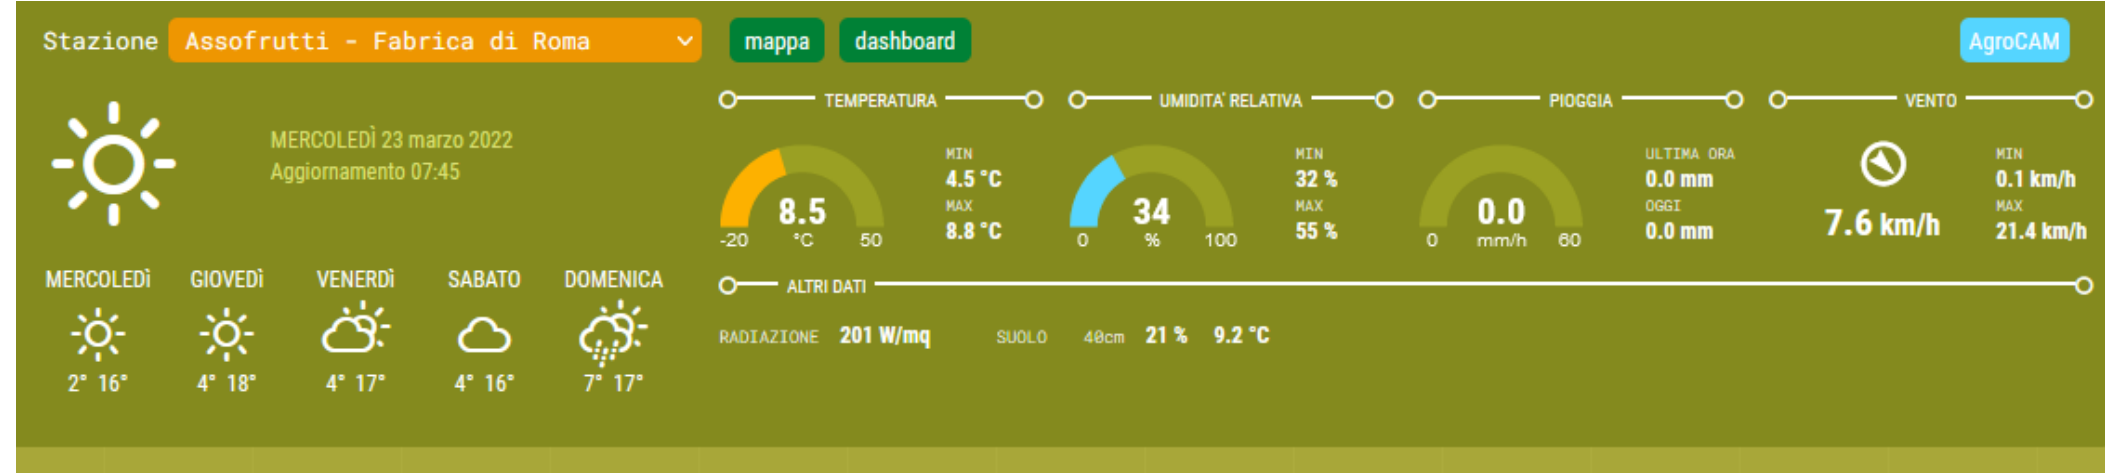 Stazione Assofrutti - Fabrica di Roma mappa dashboard AgroCAM
MERCOLEDÌ 23 marzo 2022
Aggiornamento 07:45
MERCOLEDì GIOVEDì VENERDì SABATO DOMENICA
2° 16° 4° 18° 4° 17° 4° 16° 7° 17°
TEMPERATURA
8.5
°C
-20 50
MIN
4.5 °C
MAX
8.8 °C
UMIDITA' RELATIVA
34
%
0 100
MIN
32 %
MAX
55 %
PIOGGIA
0.0
mm/h
0 60
ULTIMA ORA
0.0 mm
OGGI
0.0 mm
VENTO
7.6 km/h
MIN
0.1 km/h
MAX
21.4 km/h
ALTRI DATI
RADIAZIONE 201 W/mq SUOLO 40cm 21 % 9.2 °C